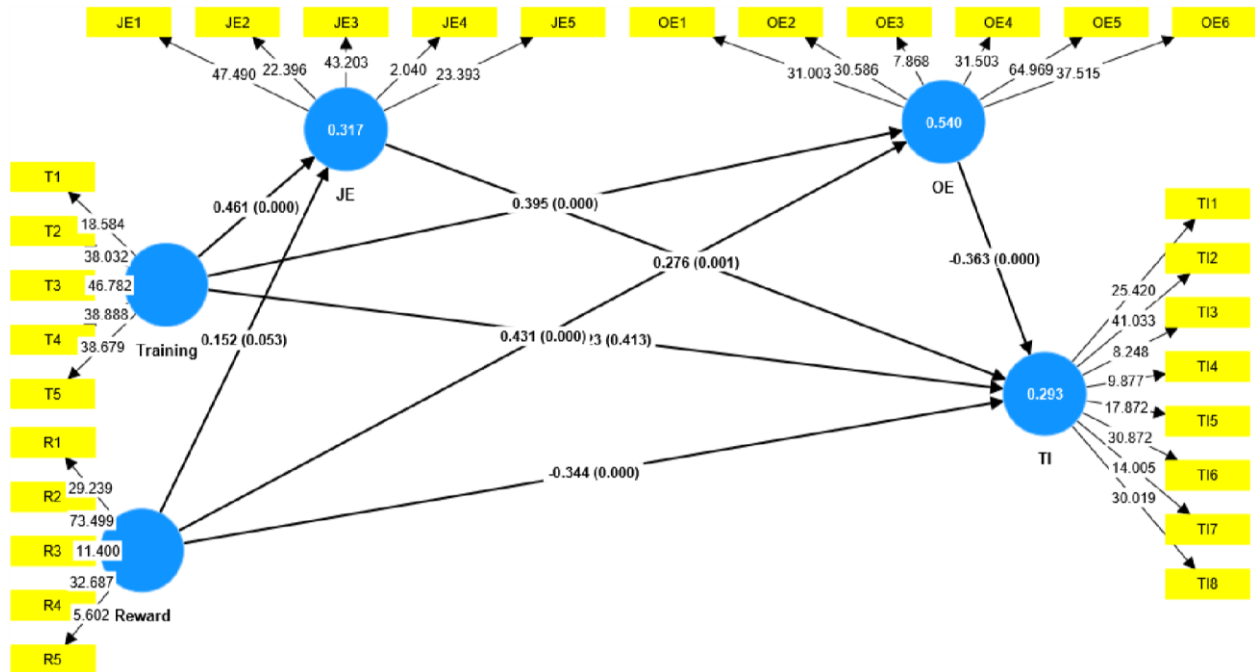 JE1 JE2 JE3 JE4 JE5 OE1 OE2 OE3 OE4 OE5 OE6
47.490 22.396 43.203 2.040 23.393 31.003 30.586 7.868 31.503 64.969 37.515
0.317 0.540
JE OE
T1
T2
T3
T4
T5
18.584
38.032
46.782
38.888
38.679
Training
0.461 (0.000)
0.395 (0.000)
0.276 (0.001)
-0.363 (0.000)
0.152 (0.053)
0.431 (0.000) 23 (0.413)
-0.344 (0.000)
R1
R2
R3
R4
R5
29.239
73.499
11.400
32.687
5.602
Reward
0.293
TI
25.420
41.033
8.248
9.877
17.872
30.872
14.005
30.019
TI1
TI2
TI3
TI4
TI5
TI6
TI7
TI8